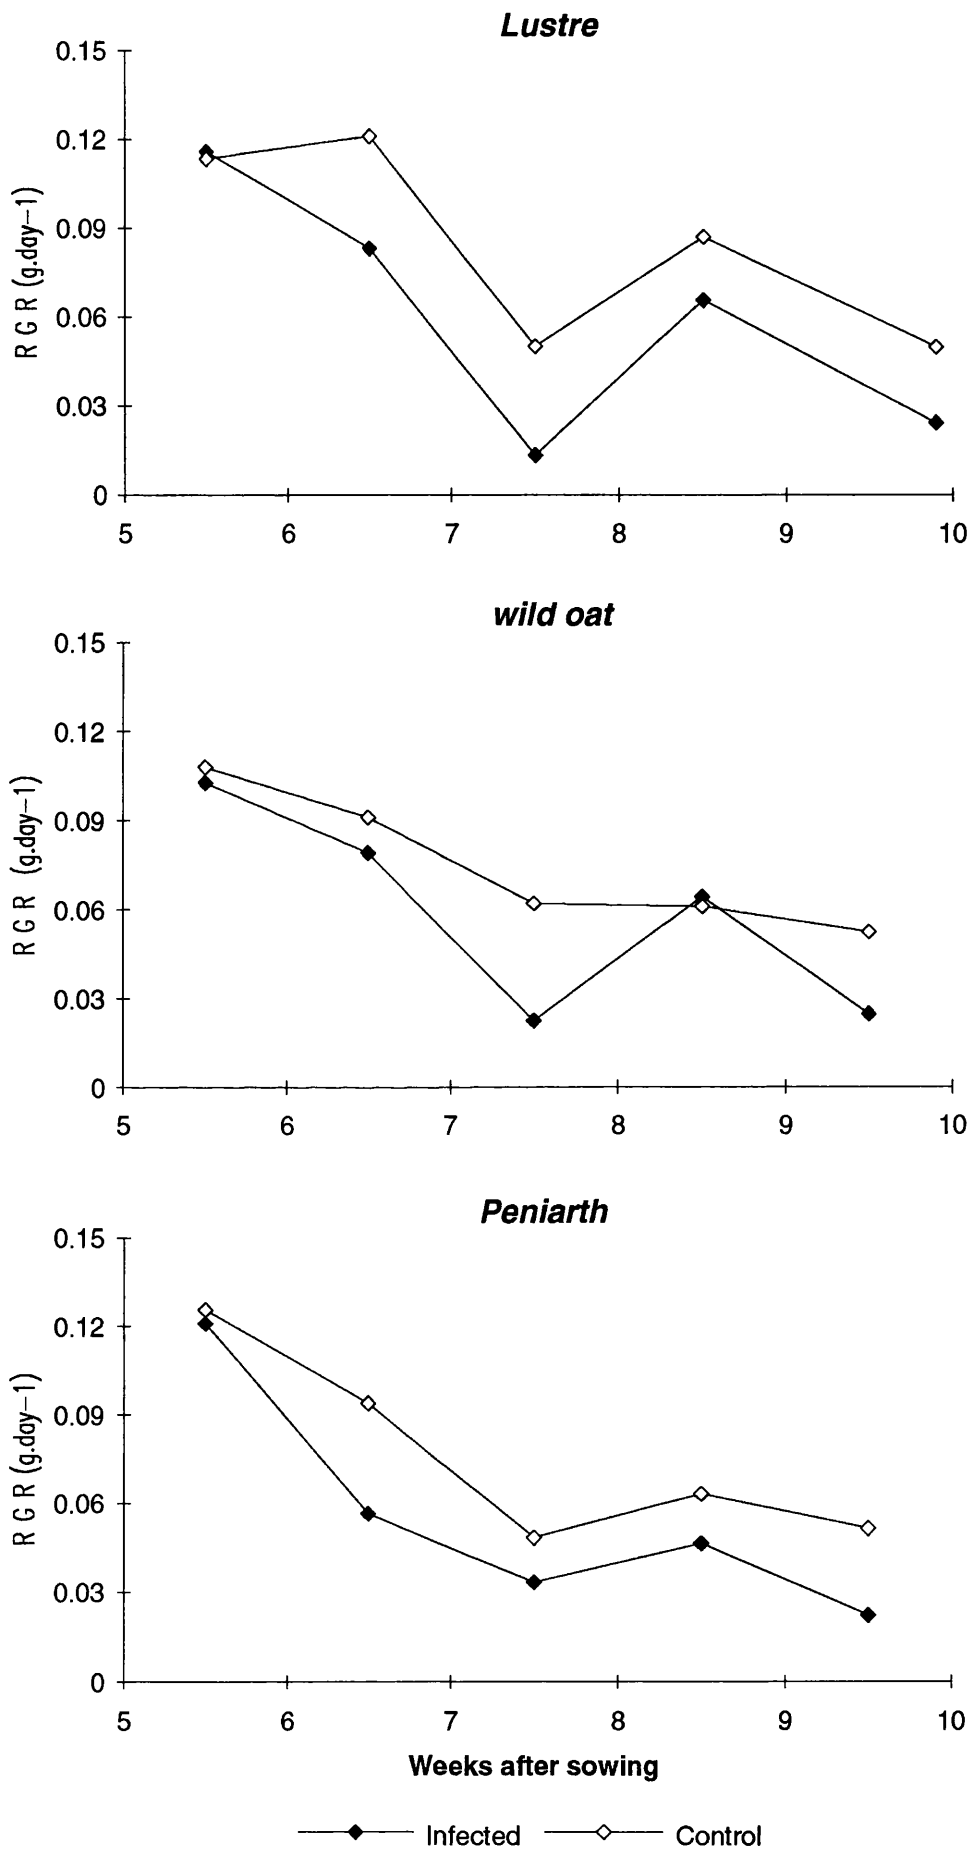 Lustre
0.15
0.12
0.09
0.06
0.03
0
R G R (g.day-1)
5 6 7 8 9 10
wild oat
0.15
0.12
0.09
0.06
0.03
0
R G R (g.day-1)
5 6 7 8 9 10
Peniarth
0.15
0.12
0.09
0.06
0.03
0
R G R (g.day-1)
5 6 7 8 9 10
Weeks after sowing
Infected Control